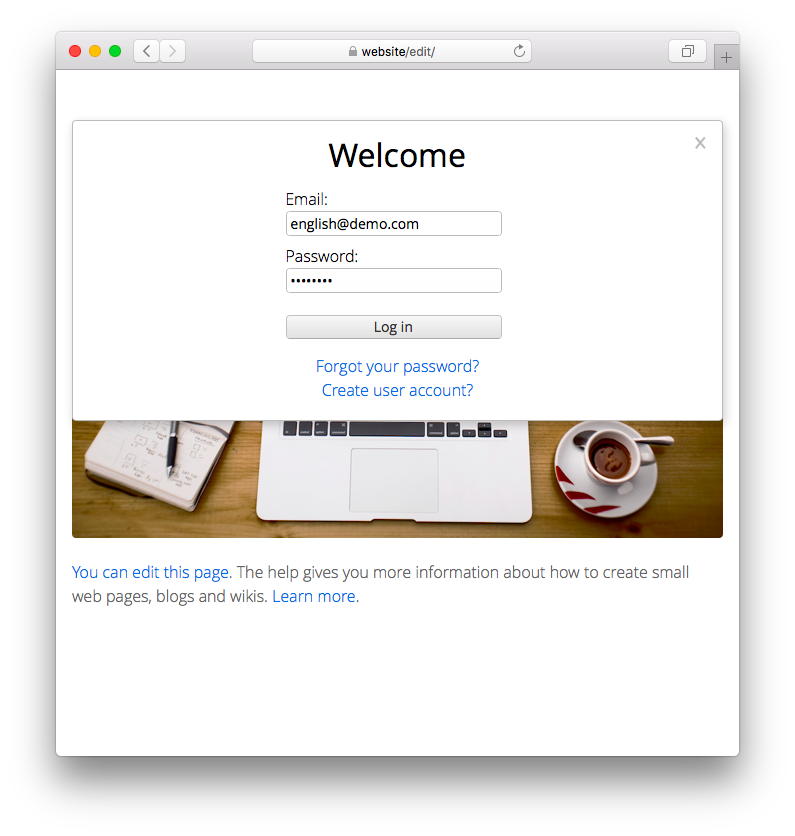 website/edit/
Welcome
x
Email:
english@demo.com
Password:
••••••••
Log in
Forgot your password?
Create user account?
You can edit this page. The help gives you more information about how to create small
web pages, blogs and wikis. Learn more.